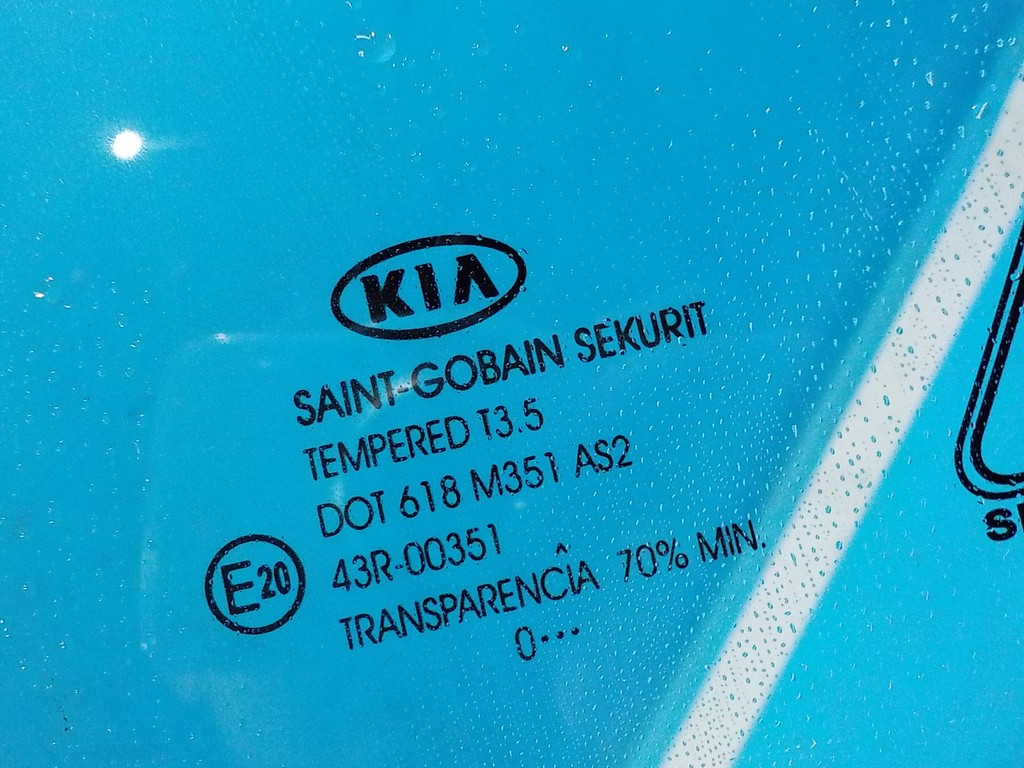 KIA
SAINT-GOBAIN SEKURIT
TEMPERED T3.5
DOT 618 M351 AS2
E20
43R-00351
TRANSPARENCÎA 70% MIN.
0•••